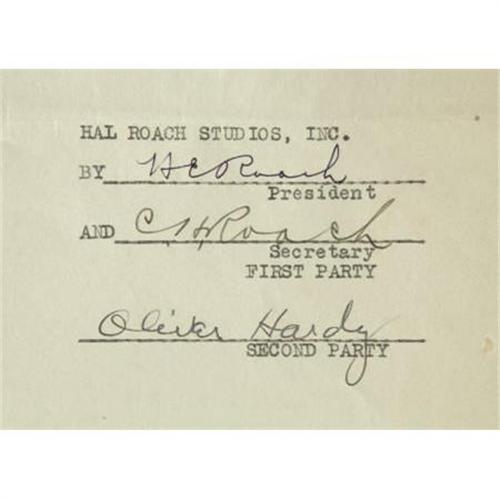 HAL ROACH STUDIOS, INC.
BY H E Roach
President
AND C H Roach
Secretary
FIRST PARTY
Oliver Hardy
SECOND PARTY